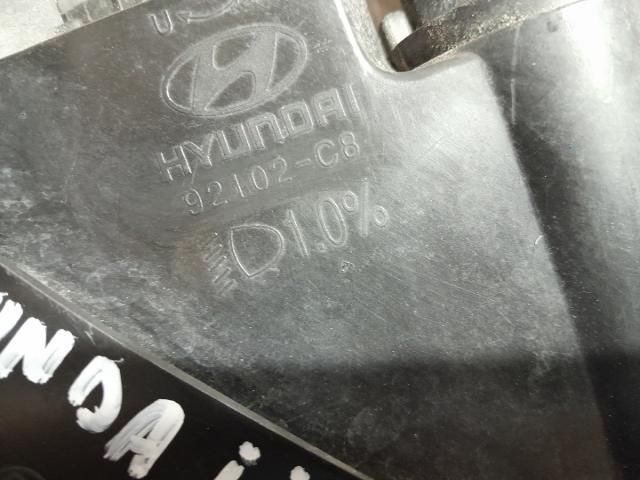 U
HYUNDAI
92102-C8
1.0%
UNDA i